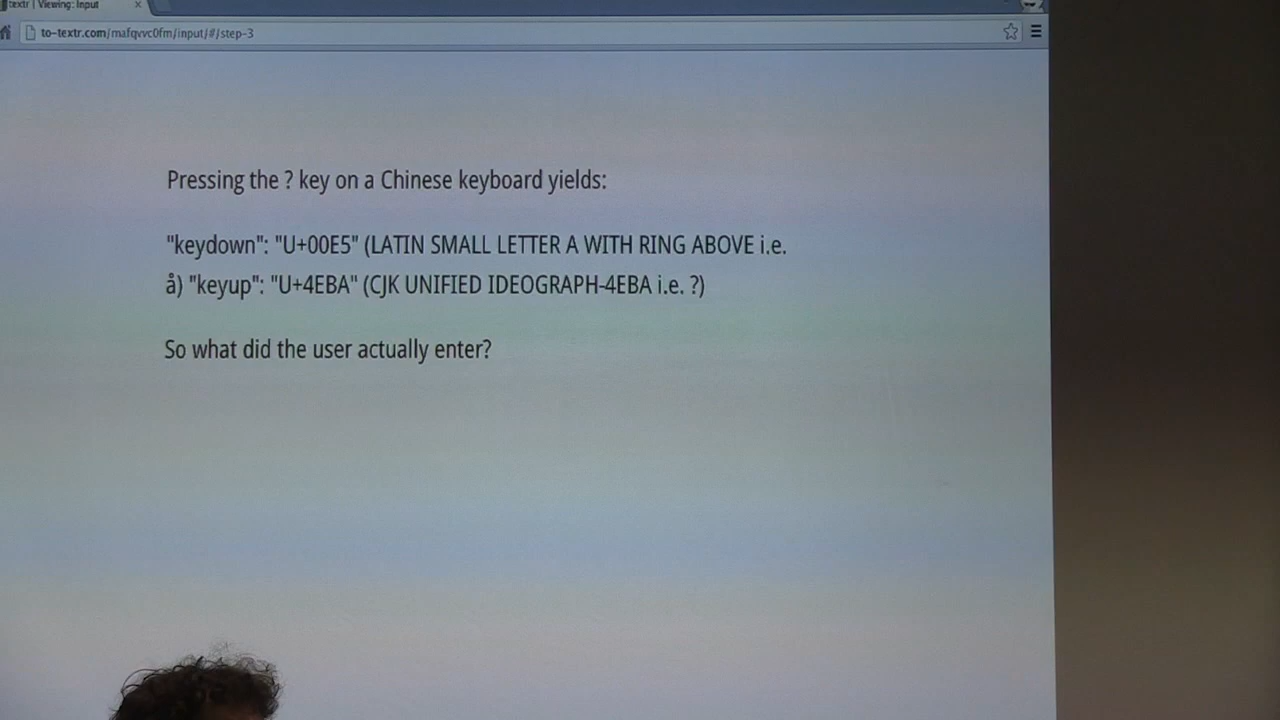 textr | Viewing: Input
to-textr.com/mafqvvc0fm/input/#/step-3
Pressing the ? key on a Chinese keyboard yields:
"keydown": "U+00E5" (LATIN SMALL LETTER A WITH RING ABOVE i.e.
å) "keyup": "U+4EBA" (CJK UNIFIED IDEOGRAPH-4EBA i.e. ?)
So what did the user actually enter?